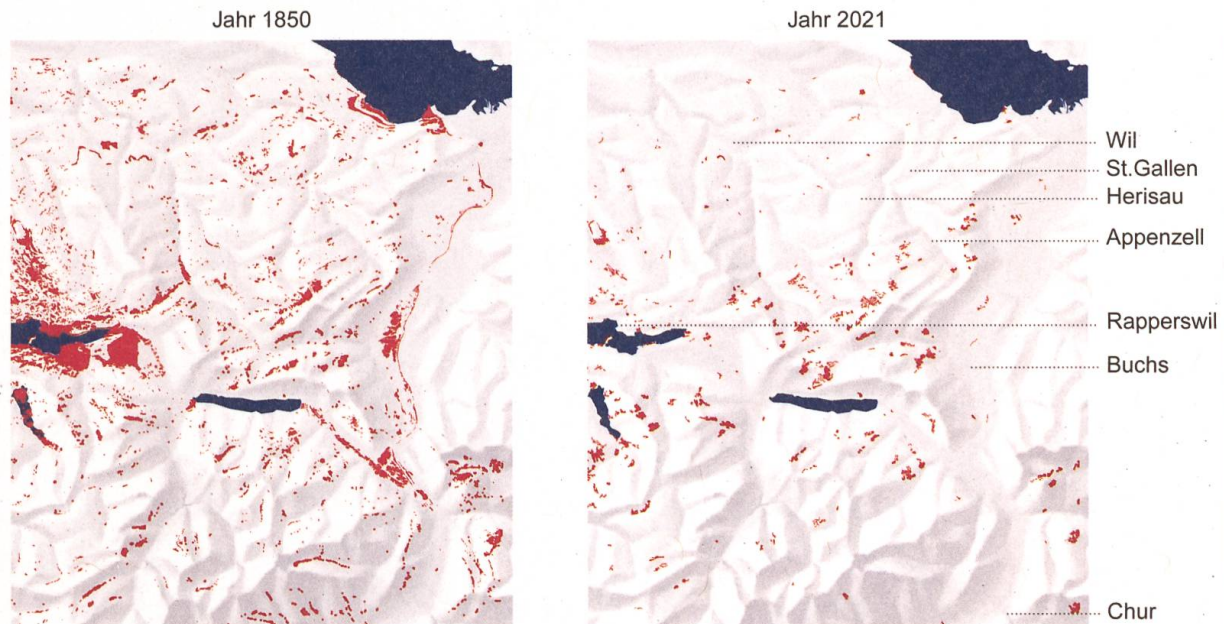 Jahr 1850
Jahr 2021
Wil
St.Gallen
Herisau
Appenzell
Rapperswil
Buchs
Chur